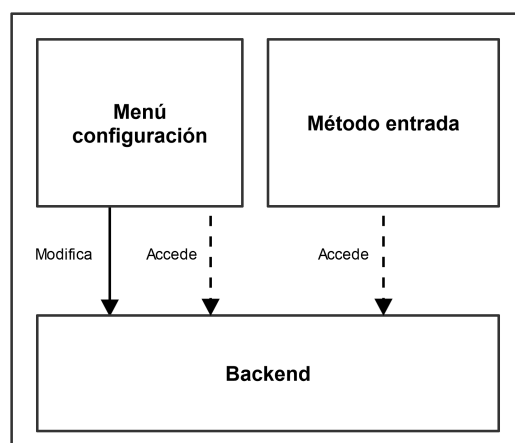 Menú
configuración
Método entrada
Modifica
Accede
Accede
Backend